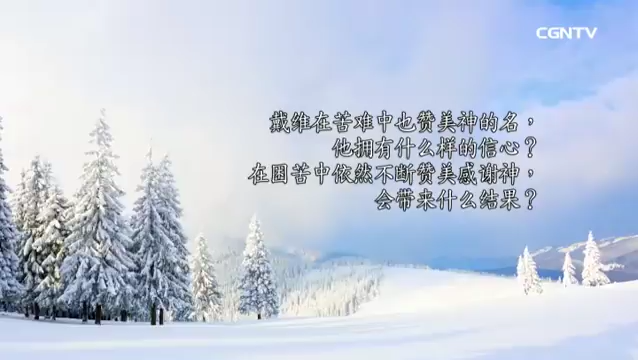 CGNTV
戴维在苦难中也赞美神的名，
他拥有什么样的信心？
在困苦中依然不断赞美感谢神，
会带来什么结果？